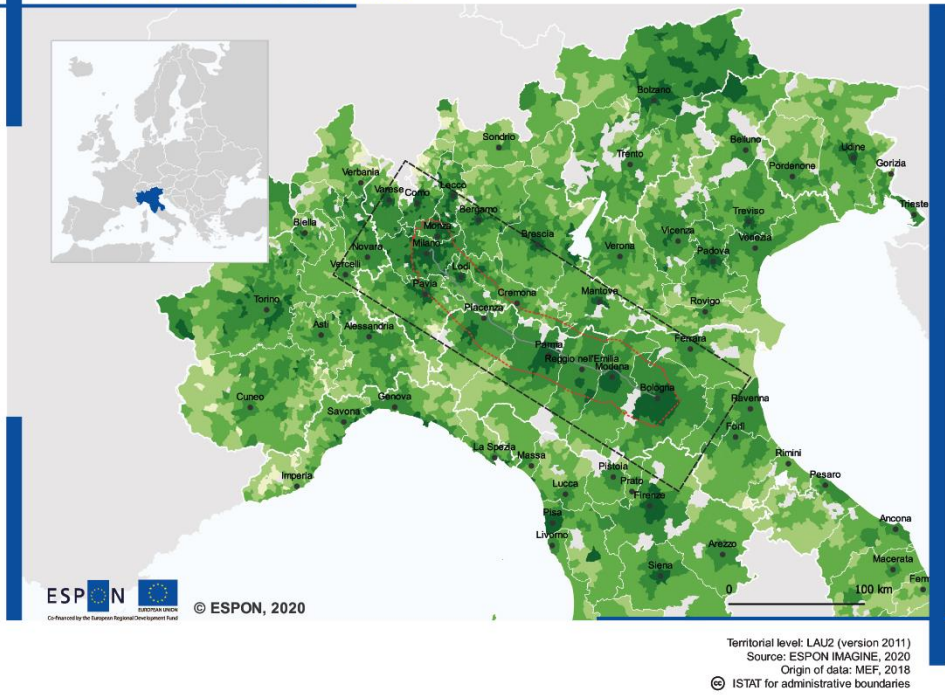 Bolzano
Sondrio
Trento
Belluno
Udine
Pordenone
Gorizia
Verbania
Varese
Como
Lecco
Bergamo
Trieste
Biella
Monza
Treviso
Novara
Milano
Brescia
Vicenza
Verona
Padova
Venezia
Vercelli
Lodi
Pavia
Torino
Cremona
Mantova
Piacenza
Rovigo
Asti
Alessandria
Parma
Ferrara
Reggio nell'Emilia
Modena
Bologna
Cuneo
Genova
Savona
Ravenna
Forlì
La Spezia
Massa
Rimini
Imperia
Pistoia
Prato
Lucca
Firenze
Pesaro
Pisa
Livorno
Ancona
Arezzo
Siena
Macerata
Ferm
0 100 km
ESPON
EUROPEAN UNION
Co-financed by the European Regional Development Fund
© ESPON, 2020
Territorial level: LAU2 (version 2011)
Source: ESPON IMAGINE, 2020
Origin of data: MEF, 2018
cc ISTAT for administrative boundaries